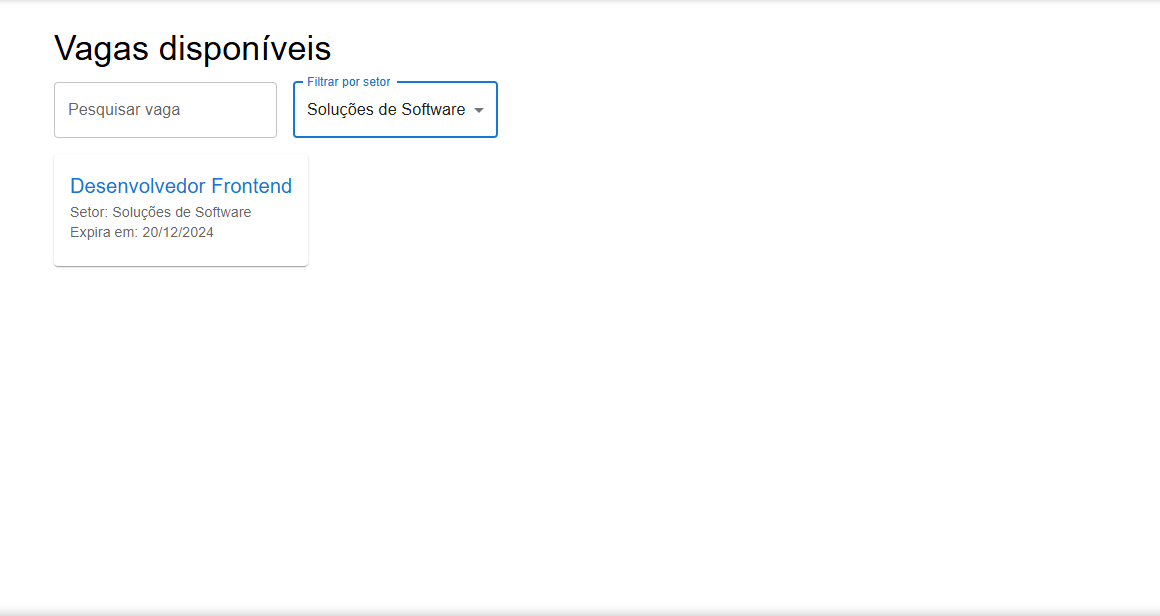 Vagas disponíveis
Pesquisar vaga
Filtrar por setor
Soluções de Software
Desenvolvedor Frontend
Setor: Soluções de Software
Expira em: 20/12/2024